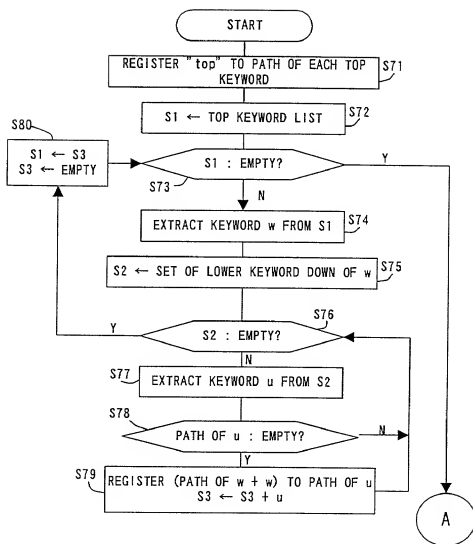 START
REGISTER "top" TO PATH OF EACH TOP
KEYWORD
S71
S1 ← TOP KEYWORD LIST
S72
S80
S1 ← S3
S3 ← EMPTY
S1 : EMPTY?
Y
S73
N
S74
EXTRACT KEYWORD w FROM S1
S2 ← SET OF LOWER KEYWORD DOWN OF w
S75
S76
Y
S2 : EMPTY?
S77
N
EXTRACT KEYWORD u FROM S2
S78
PATH OF u : EMPTY?
N
Y
S79
REGISTER (PATH OF w + w) TO PATH OF u
S3 ← S3 + u
A